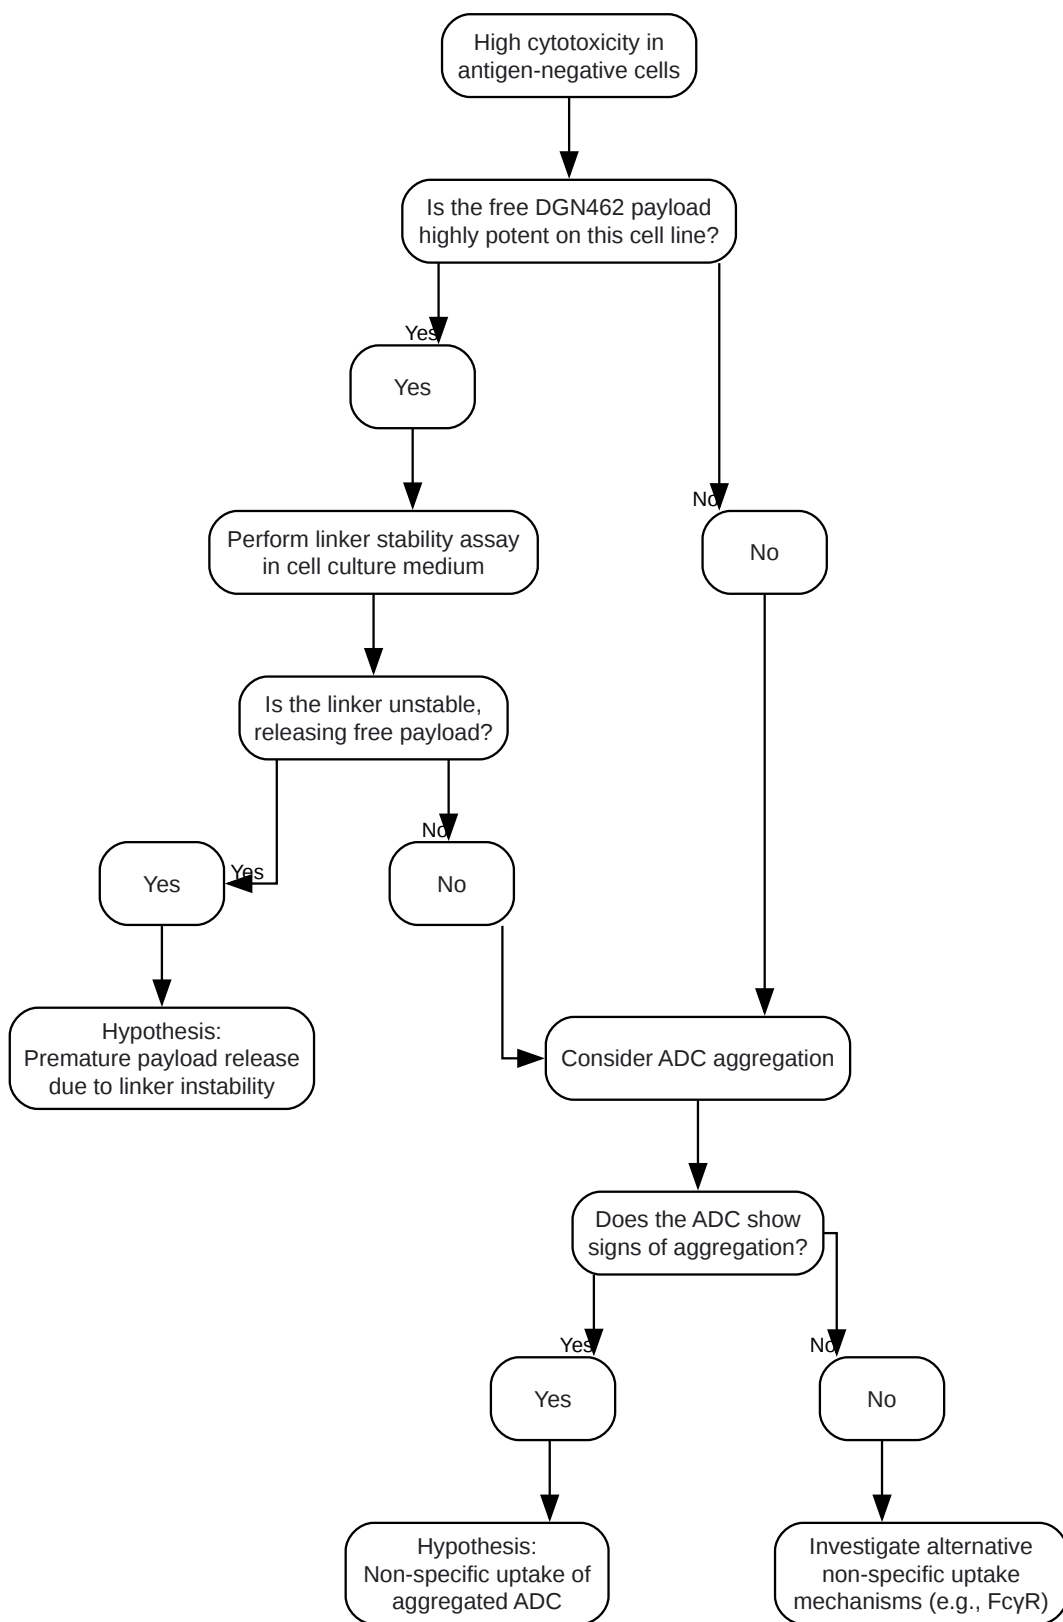 High cytotoxicity in
antigen-negative cells
Is the free DGN462 payload
highly potent on this cell line?
Yes
Yes
No
No
Perform linker stability assay
in cell culture medium
Is the linker unstable,
releasing free payload?
Yes
Yes
No
No
Hypothesis:
Premature payload release
due to linker instability
Consider ADC aggregation
Does the ADC show
signs of aggregation?
Yes
Yes
No
No
Hypothesis:
Non-specific uptake of
aggregated ADC
Investigate alternative
non-specific uptake
mechanisms (e.g., FcγR)